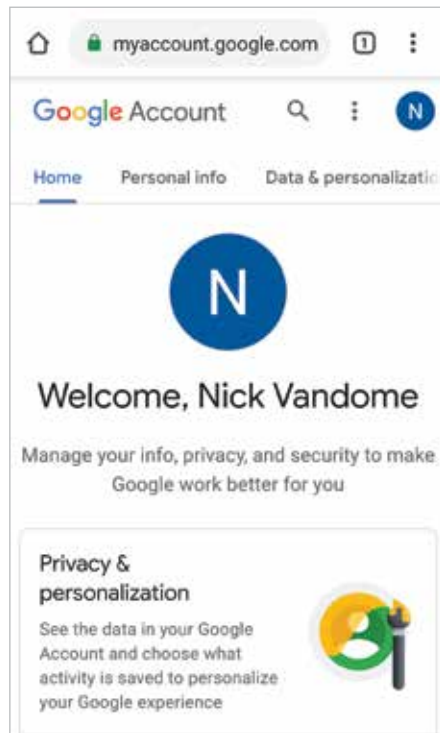 myaccount.google.com 1
Google Account N
Home Personal info Data & personalizatio
N
Welcome, Nick Vandome
Manage your info, privacy, and security to make
Google work better for you
Privacy &
personalization
See the data in your Google
Account and choose what
activity is saved to personalize
your Google experience